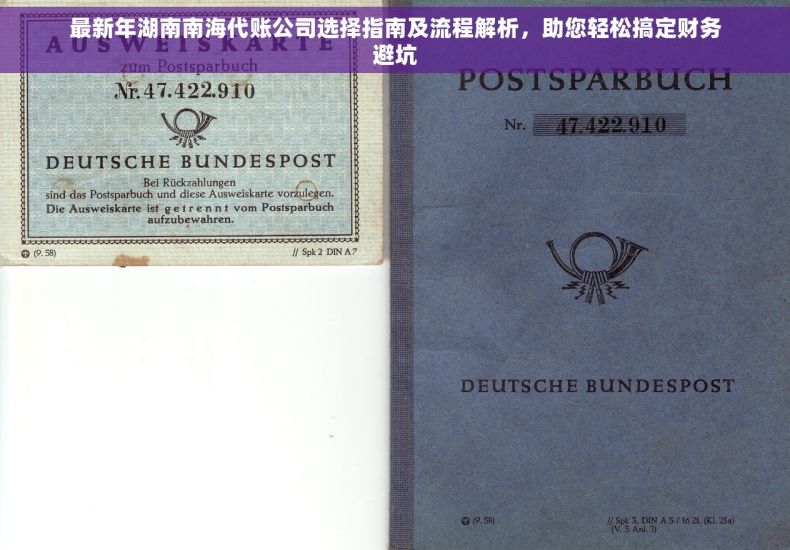 最新年湖南南海代账公司选择指南及流程解析，助您轻松搞定财务
避坑
AUSWEISKARTE
zum Postsparbuch
Nr. 47.422.910
DEUTSCHE BUNDESPOST
Bei Rückzahlungen
sind das Postsparbuch und diese Ausweiskarte vorzulegen.
Die Ausweiskarte ist getrennt vom Postsparbuch
aufzubewahren.
(9. 58)
// Spk 2 DIN A 7
POSTSPARBUCH
Nr. 47.422.910
DEUTSCHE BUNDESPOST
(9. 58)
// Spk 3, DIN A 5 / 16 Bl. (Kl. 23a)
(V. 5 Anl. 2)